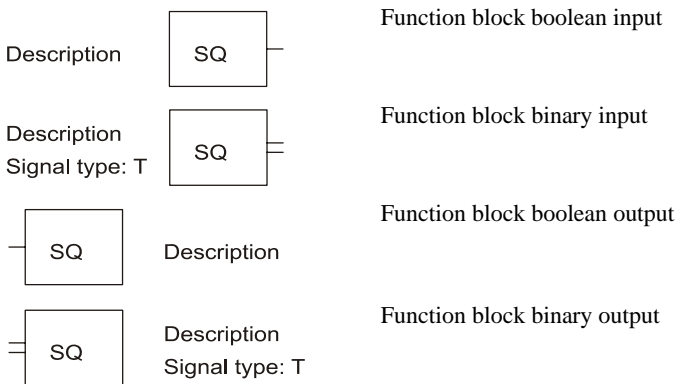 Function block boolean input
Description SQ
Function block binary input
Description
Signal type: T SQ
Function block boolean output
SQ Description
Function block binary output
SQ Description
Signal type: T